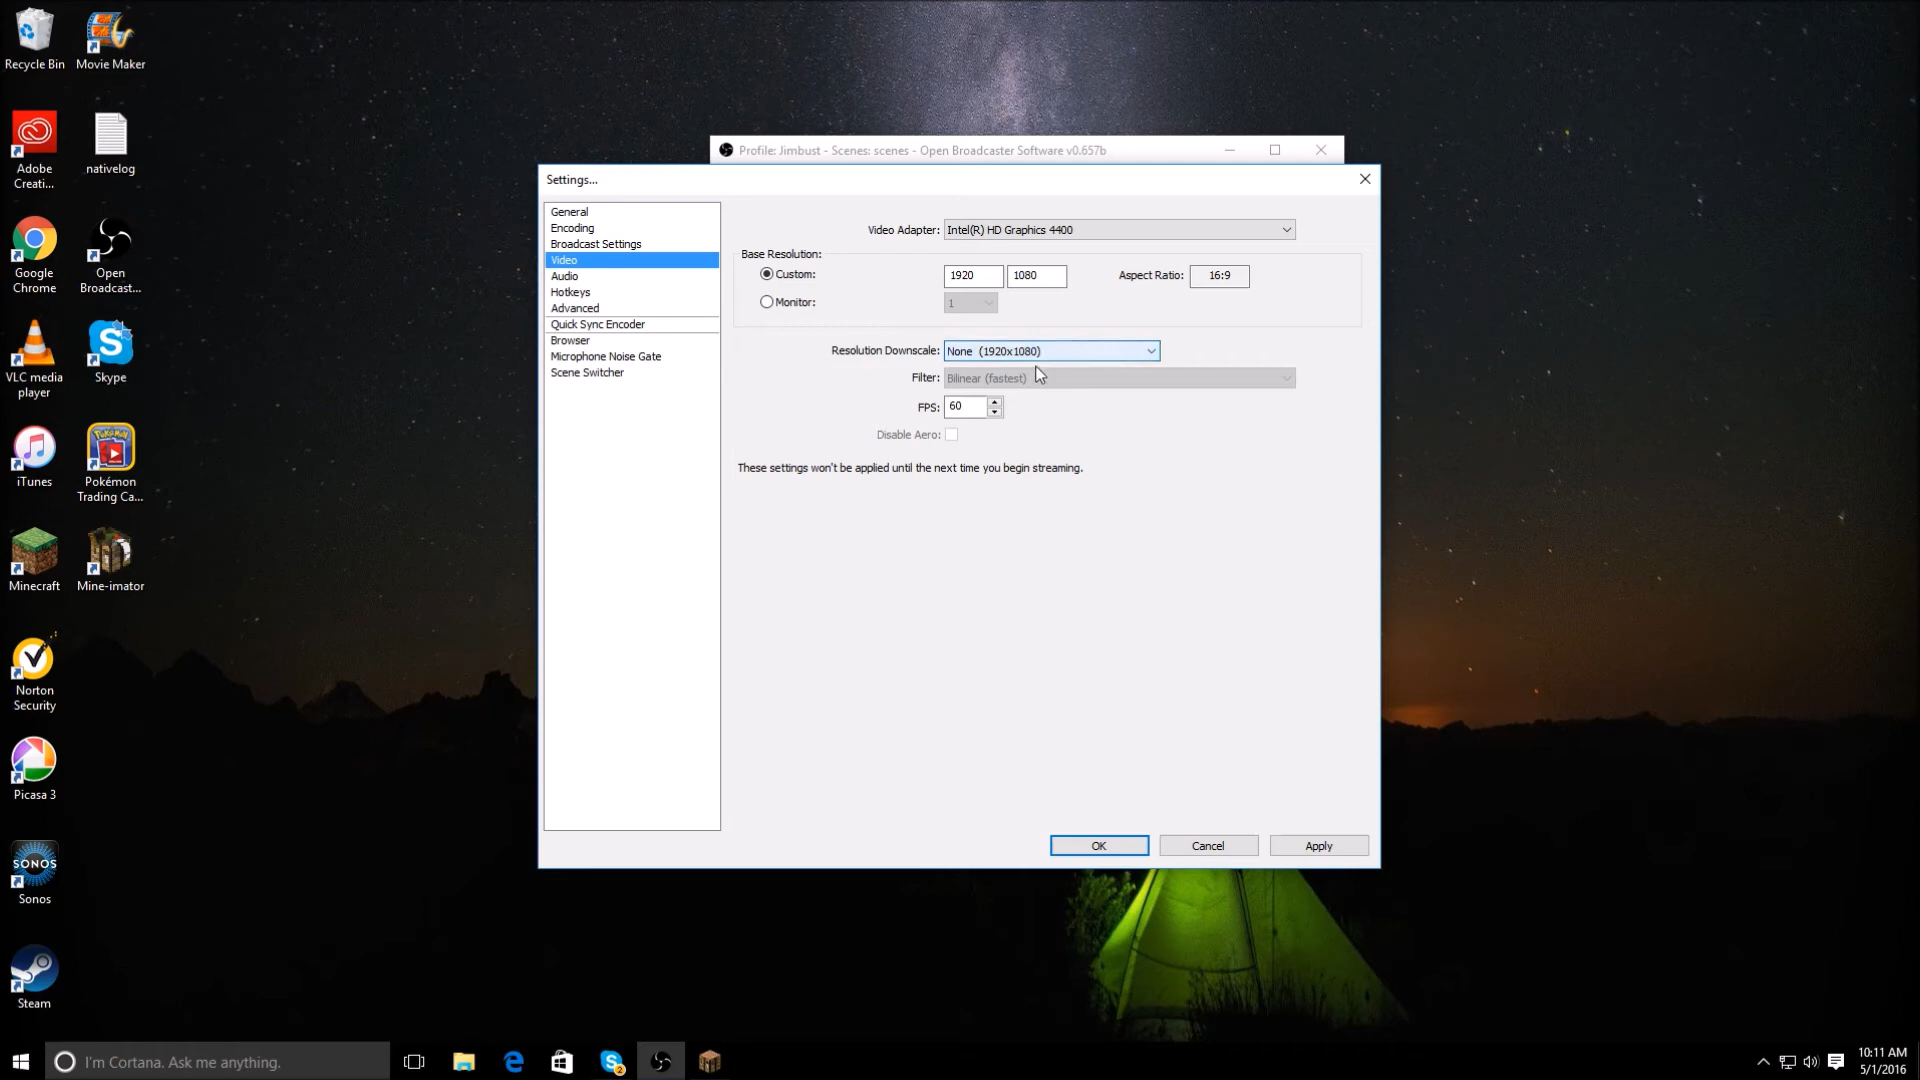 Recycle Bin
Movie Maker
Adobe Creati...
nativelog
Google Chrome
Open Broadcast...
VLC media player
Skype
iTunes
Pokémon Trading Ca...
Minecraft
Mine-imator
Norton Security
Picasa 3
SONOS
Sonos
Steam
Profile: Jimbust - Scenes: scenes - Open Broadcaster Software v0.657b
Settings...
General
Encoding
Broadcast Settings
Video
Audio
Hotkeys
Advanced
Quick Sync Encoder
Browser
Microphone Noise Gate
Scene Switcher
Video Adapter: Intel(R) HD Graphics 4400
Base Resolution:
Custom: 1920 1080 Aspect Ratio: 16:9
Monitor: 1
Resolution Downscale: None (1920x1080)
Filter: Bilinear (fastest)
FPS: 60
Disable Aero:
These settings won't be applied until the next time you begin streaming.
OK Cancel Apply
I'm Cortana. Ask me anything.
2
10:11 AM
5/1/2016